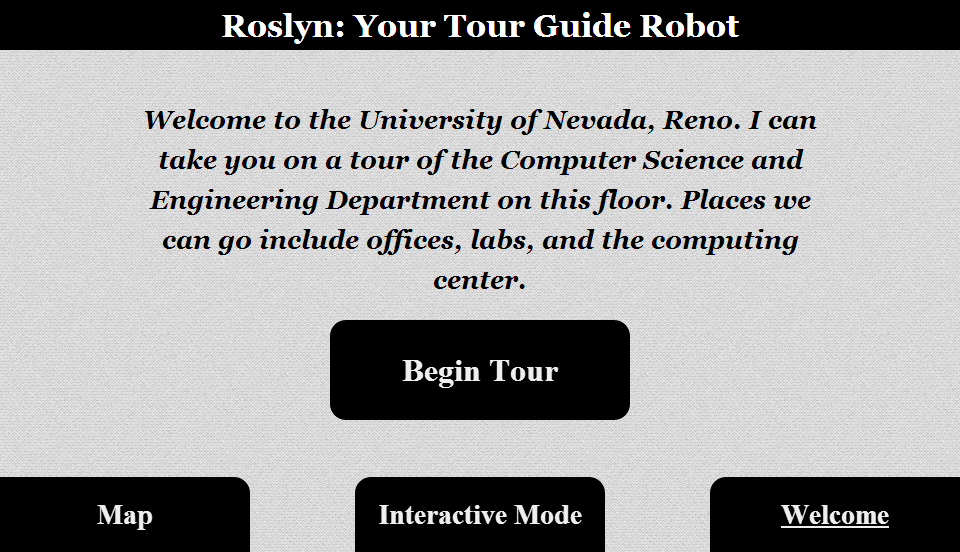 Roslyn: Your Tour Guide Robot
Welcome to the University of Nevada, Reno. I can
take you on a tour of the Computer Science and
Engineering Department on this floor. Places we
can go include offices, labs, and the computing
center.
Begin Tour
Map
Interactive Mode
Welcome